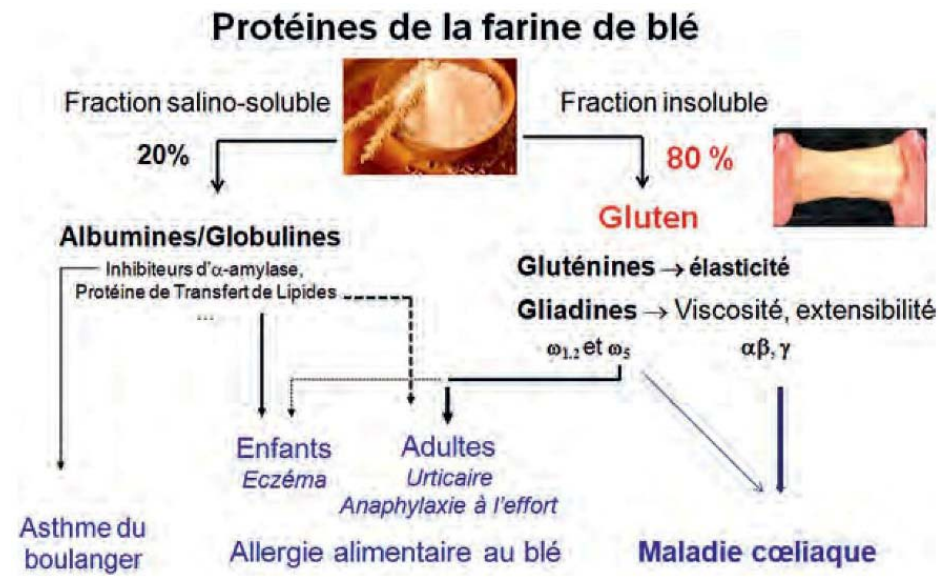 Protéines de la farine de blé
Fraction salino-soluble
20%
Fraction insoluble
80 %
Gluten
Albumines/Globulines
Inhibiteurs d'α-amylase,
Protéine de Transfert de Lipides
...
Gluténines → élasticité
Gliadines → Viscosité, extensibilité
ω1,2 et ω5
αβ, γ
Enfants
Eczéma
Adultes
Urticaire
Anaphylaxie à l'effort
Asthme du
boulanger
Allergie alimentaire au blé
Maladie cœliaque